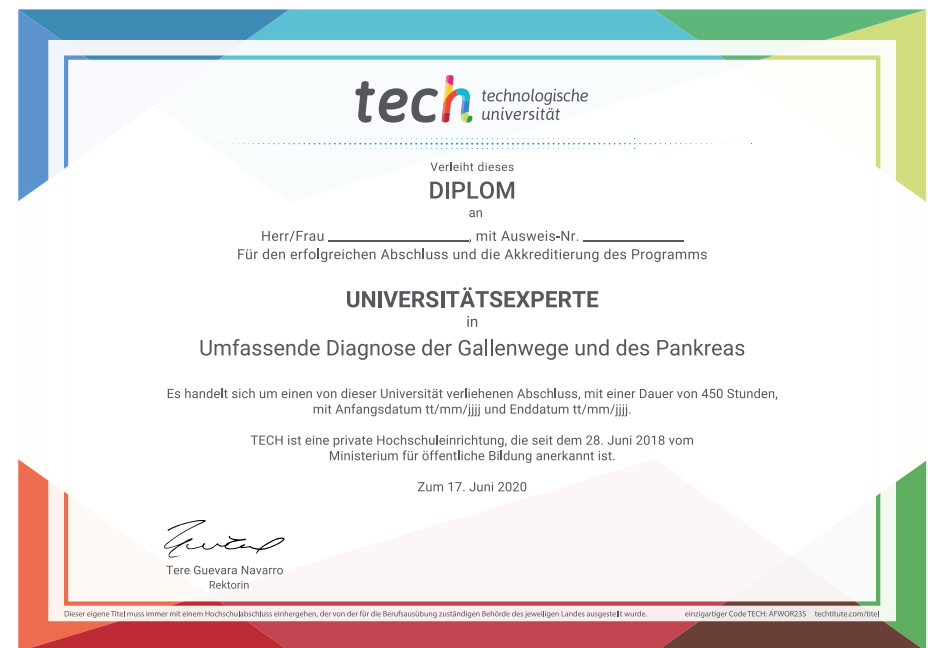 tech technologische
universität
Verleiht dieses
DIPLOM
an
Herr/Frau ____________________, mit Ausweis-Nr. ______________
Für den erfolgreichen Abschluss und die Akkreditierung des Programms
UNIVERSITÄTSEXPERTE
in
Umfassende Diagnose der Gallenwege und des Pankreas
Es handelt sich um einen von dieser Universität verliehenen Abschluss, mit einer Dauer von 450 Stunden,
mit Anfangsdatum tt/mm/jjjj und Enddatum tt/mm/jjjj.
TECH ist eine private Hochschuleinrichtung, die seit dem 28. Juni 2018 vom
Ministerium für öffentliche Bildung anerkannt ist.
Zum 17. Juni 2020
Tere Guevara Navarro
Rektorin
Dieser eigene Titel muss immer mit einem Hochschulabschluss einhergehen, der von der für die Berufsausübung zuständigen Behörde des jeweiligen Landes ausgestellt wurde. einzigartiger Code TECH: AFWOR23S techtitute.com/titel